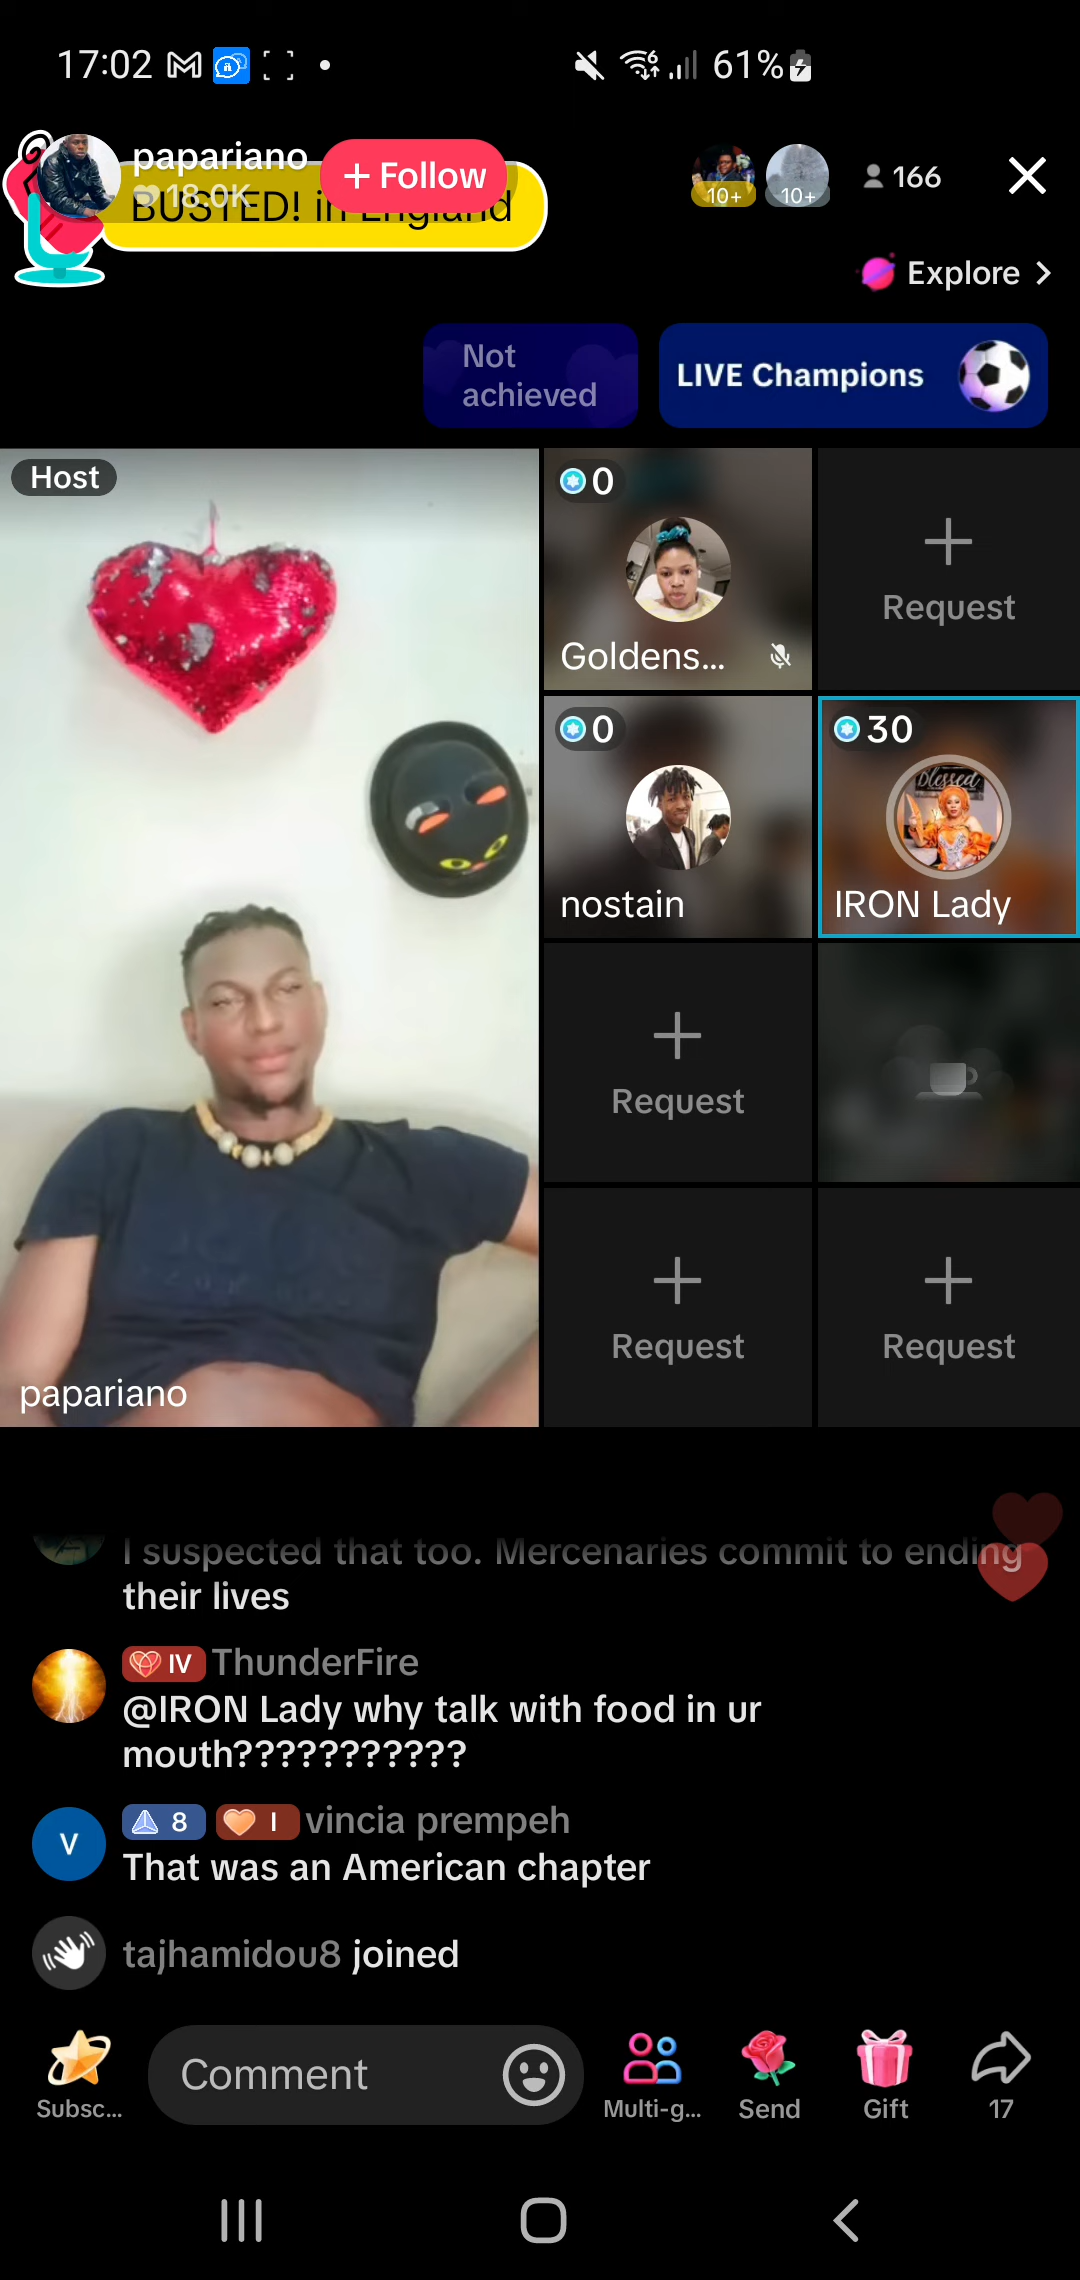 17:02
61%
papariano
+ Follow
18.0K
BUSTED! in England
10+
10+
166
Explore >
Not
achieved
LIVE Champions
Host
0
Goldens...
Request
0
nostain
30
Blessed
IRON Lady
Request
Request
Request
papariano
I suspected that too. Mercenaries commit to ending
their lives
IV ThunderFire
@IRON Lady why talk with food in ur
mouth???????????
V
8 I vincia prempeh
That was an American chapter
tajhamidou8 joined
Subsc...
Comment
Multi-g...
Send
Gift
17